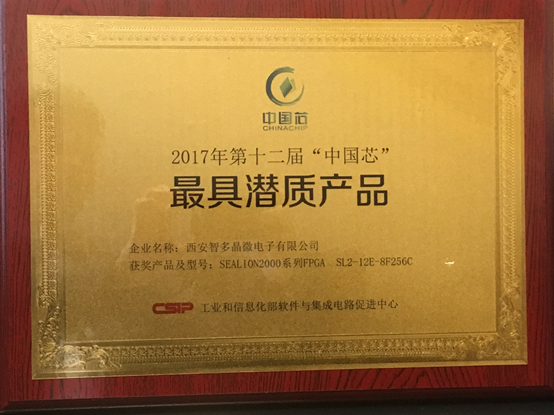 中国芯
CHINACHIP
2017年第十二届“中国芯”
最具潜质产品
企业名称：西安智多晶微电子有限公司
获奖产品及型号：SEALION2000系列FPGA SL2-12E-8F256C
CSIP 工业和信息化部软件与集成电路促进中心